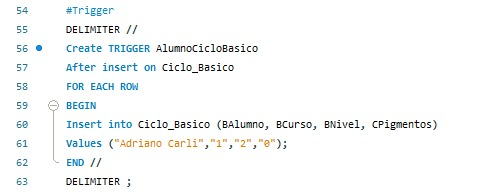 54 #Trigger
55 DELIMITER //
56 Create TRIGGER AlumnoCicloBasico
57 After insert on Ciclo_Basico
58 FOR EACH ROW
59 BEGIN
60 Insert into Ciclo_Basico (BAlumno, BCurso, BNivel, CPigmentos)
61 Values ("Adriano Carli","1","2","0");
62 END //
63 DELIMITER ;